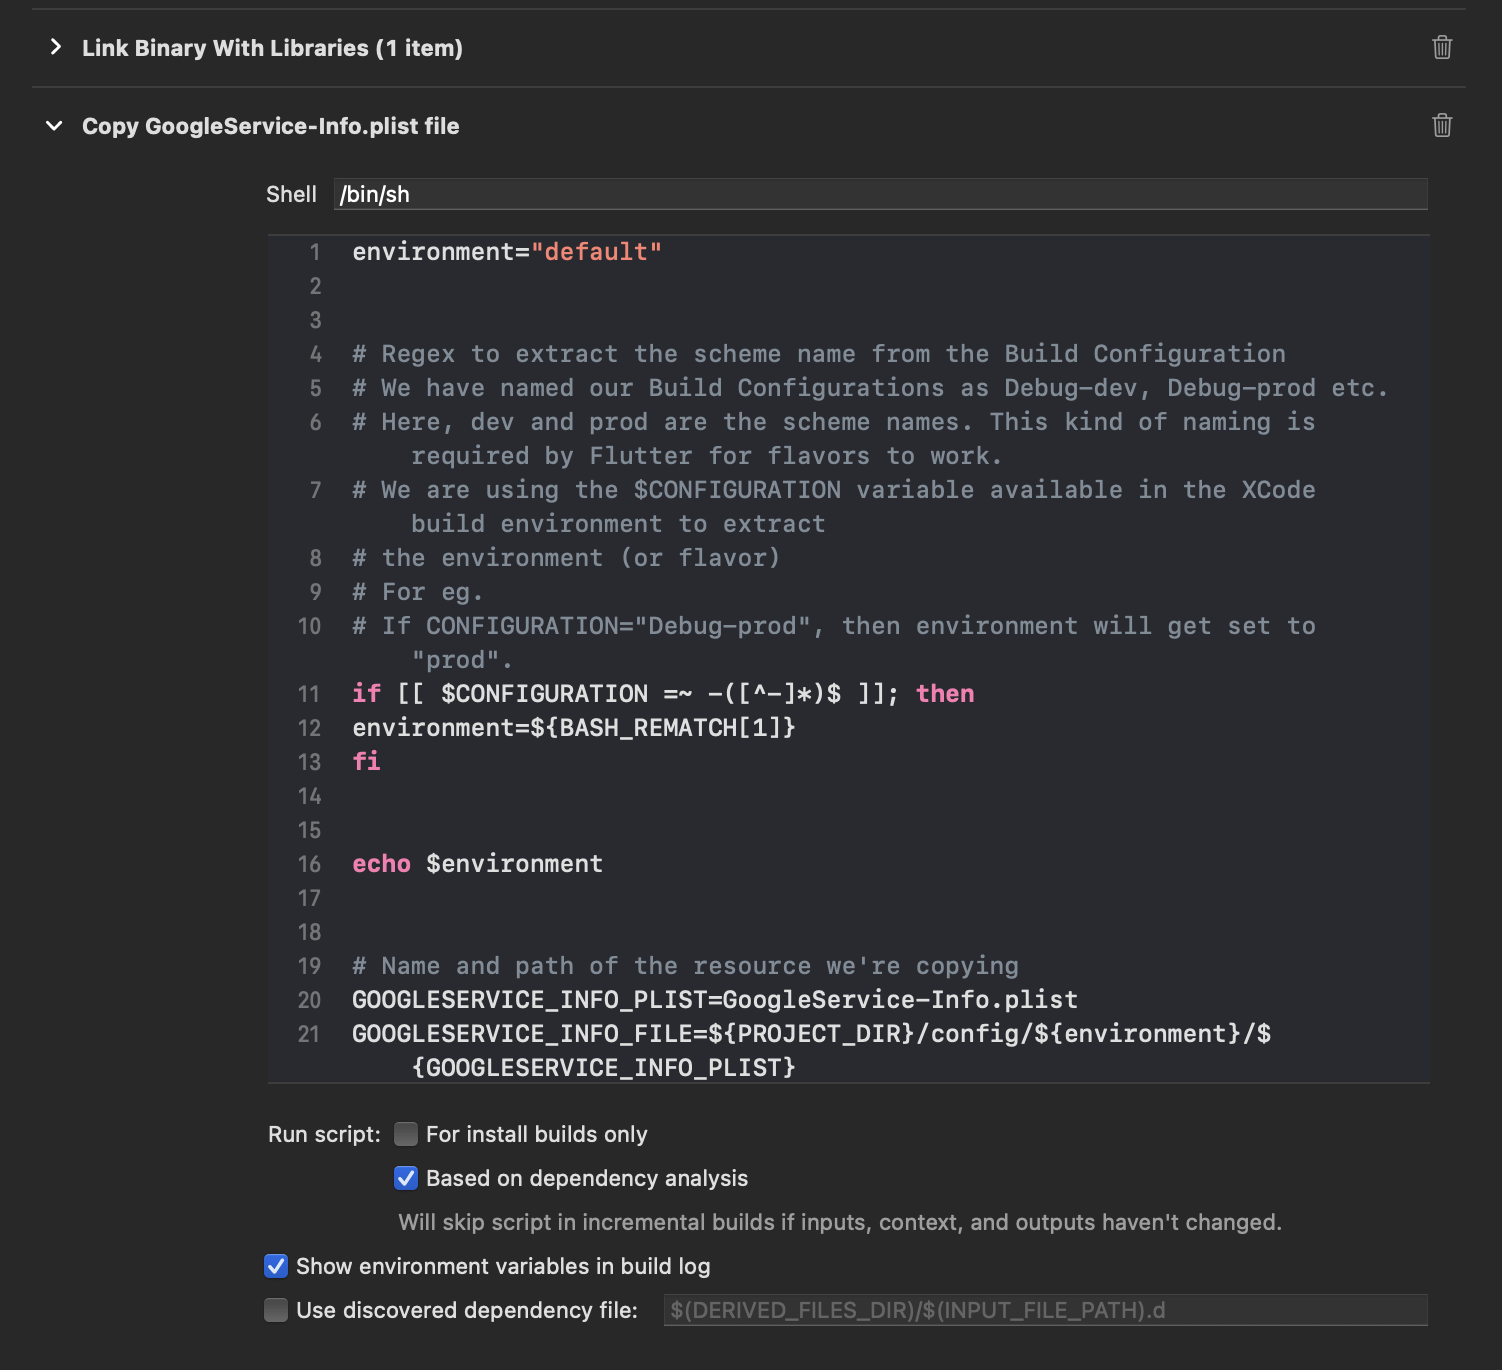 Link Binary With Libraries (1 item)
Copy GoogleService-Info.plist file
Shell /bin/sh
1 environment="default"
2
3
4 # Regex to extract the scheme name from the Build Configuration
5 # We have named our Build Configurations as Debug-dev, Debug-prod etc.
6 # Here, dev and prod are the scheme names. This kind of naming is
required by Flutter for flavors to work.
7 # We are using the $CONFIGURATION variable available in the XCode
build environment to extract
8 # the environment (or flavor)
9 # For eg.
10 # If CONFIGURATION="Debug-prod", then environment will get set to
"prod".
11 if [[ $CONFIGURATION =~ -([^-]*)$ ]]; then
12 environment=${BASH_REMATCH[1]}
13 fi
14
15
16 echo $environment
17
18
19 # Name and path of the resource we're copying
20 GOOGLESERVICE_INFO_PLIST=GoogleService-Info.plist
21 GOOGLESERVICE_INFO_FILE=${PROJECT_DIR}/config/${environment}/$
{GOOGLESERVICE_INFO_PLIST}
Run script: For install builds only
Based on dependency analysis
Will skip script in incremental builds if inputs, context, and outputs haven't changed.
Show environment variables in build log
Use discovered dependency file: $(DERIVED_FILES_DIR)/$(INPUT_FILE_PATH).d